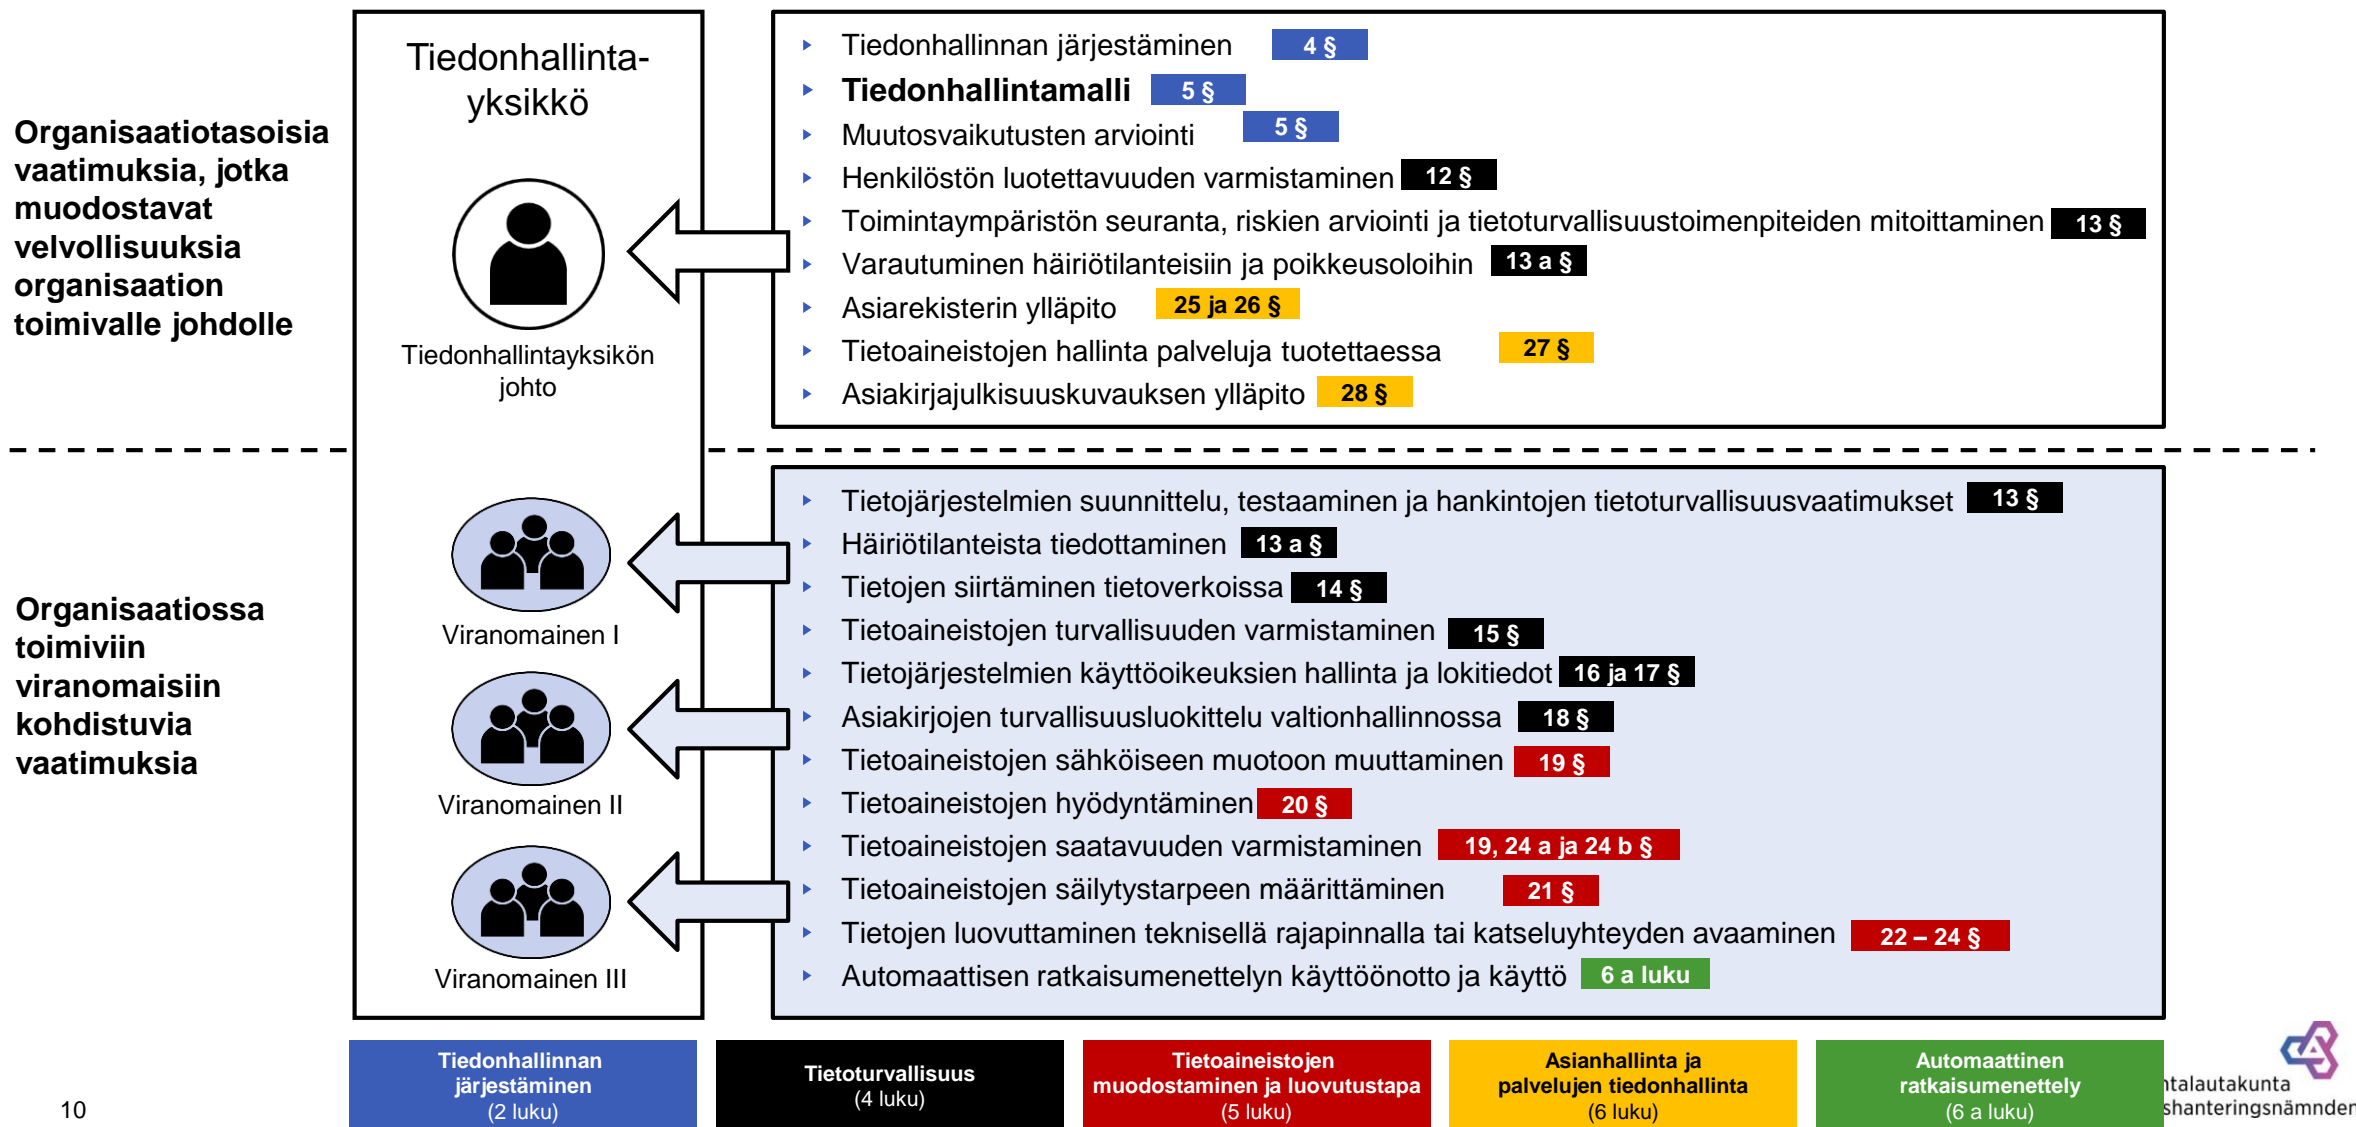 Organisaatiotasoisia
vaatimuksia, jotka
muodostavat
velvollisuuksia
organisaation
toimivalle johdolle
Tiedonhallinta-
yksikkö
Tiedonhallintayksikön
johto
Tiedonhallinnan järjestäminen 4 §
Tiedonhallintamalli 5 §
Muutosvaikutusten arviointi 5 §
Henkilöstön luotettavuuden varmistaminen 12 §
Toimintaympäristön seuranta, riskien arviointi ja tietoturvallisuustoimenpiteiden mitoittaminen 13 §
Varautuminen häiriötilanteisiin ja poikkeusoloihin 13 a §
Asiarekisterin ylläpito 25 ja 26 §
Tietoaineistojen hallinta palveluja tuotettaessa 27 §
Asiakirjajulkisuuskuvauksen ylläpito 28 §
Organisaatiossa
toimiviin
viranomaisiin
kohdistuvia
vaatimuksia
Viranomainen I
Viranomainen II
Viranomainen III
Tietojärjestelmien suunnittelu, testaaminen ja hankintojen tietoturvallisuusvaatimukset 13 §
Häiriötilanteista tiedottaminen 13 a §
Tietojen siirtäminen tietoverkoissa 14 §
Tietoaineistojen turvallisuuden varmistaminen 15 §
Tietojärjestelmien käyttöoikeuksien hallinta ja lokitiedot 16 ja 17 §
Asiakirjojen turvallisuusluokittelu valtionhallinnossa 18 §
Tietoaineistojen sähköiseen muotoon muuttaminen 19 §
Tietoaineistojen hyödyntäminen 20 §
Tietoaineistojen saatavuuden varmistaminen 19, 24 a ja 24 b §
Tietoaineistojen säilytystarpeen määrittäminen 21 §
Tietojen luovuttaminen teknisellä rajapinnalla tai katseluyhteyden avaaminen 22 – 24 §
Automaattisen ratkaisumenettelyn käyttöönotto ja käyttö 6 a luku
10
Tiedonhallinnan
järjestäminen
(2 luku)
Tietoturvallisuus
(4 luku)
Tietoaineistojen
muodostaminen ja luovutustapa
(5 luku)
Asianhallinta ja
palvelujen tiedonhallinta
(6 luku)
Automaattinen
ratkaisumenettely
(6 a luku)
ntalautakunta
shanteringsnämnden